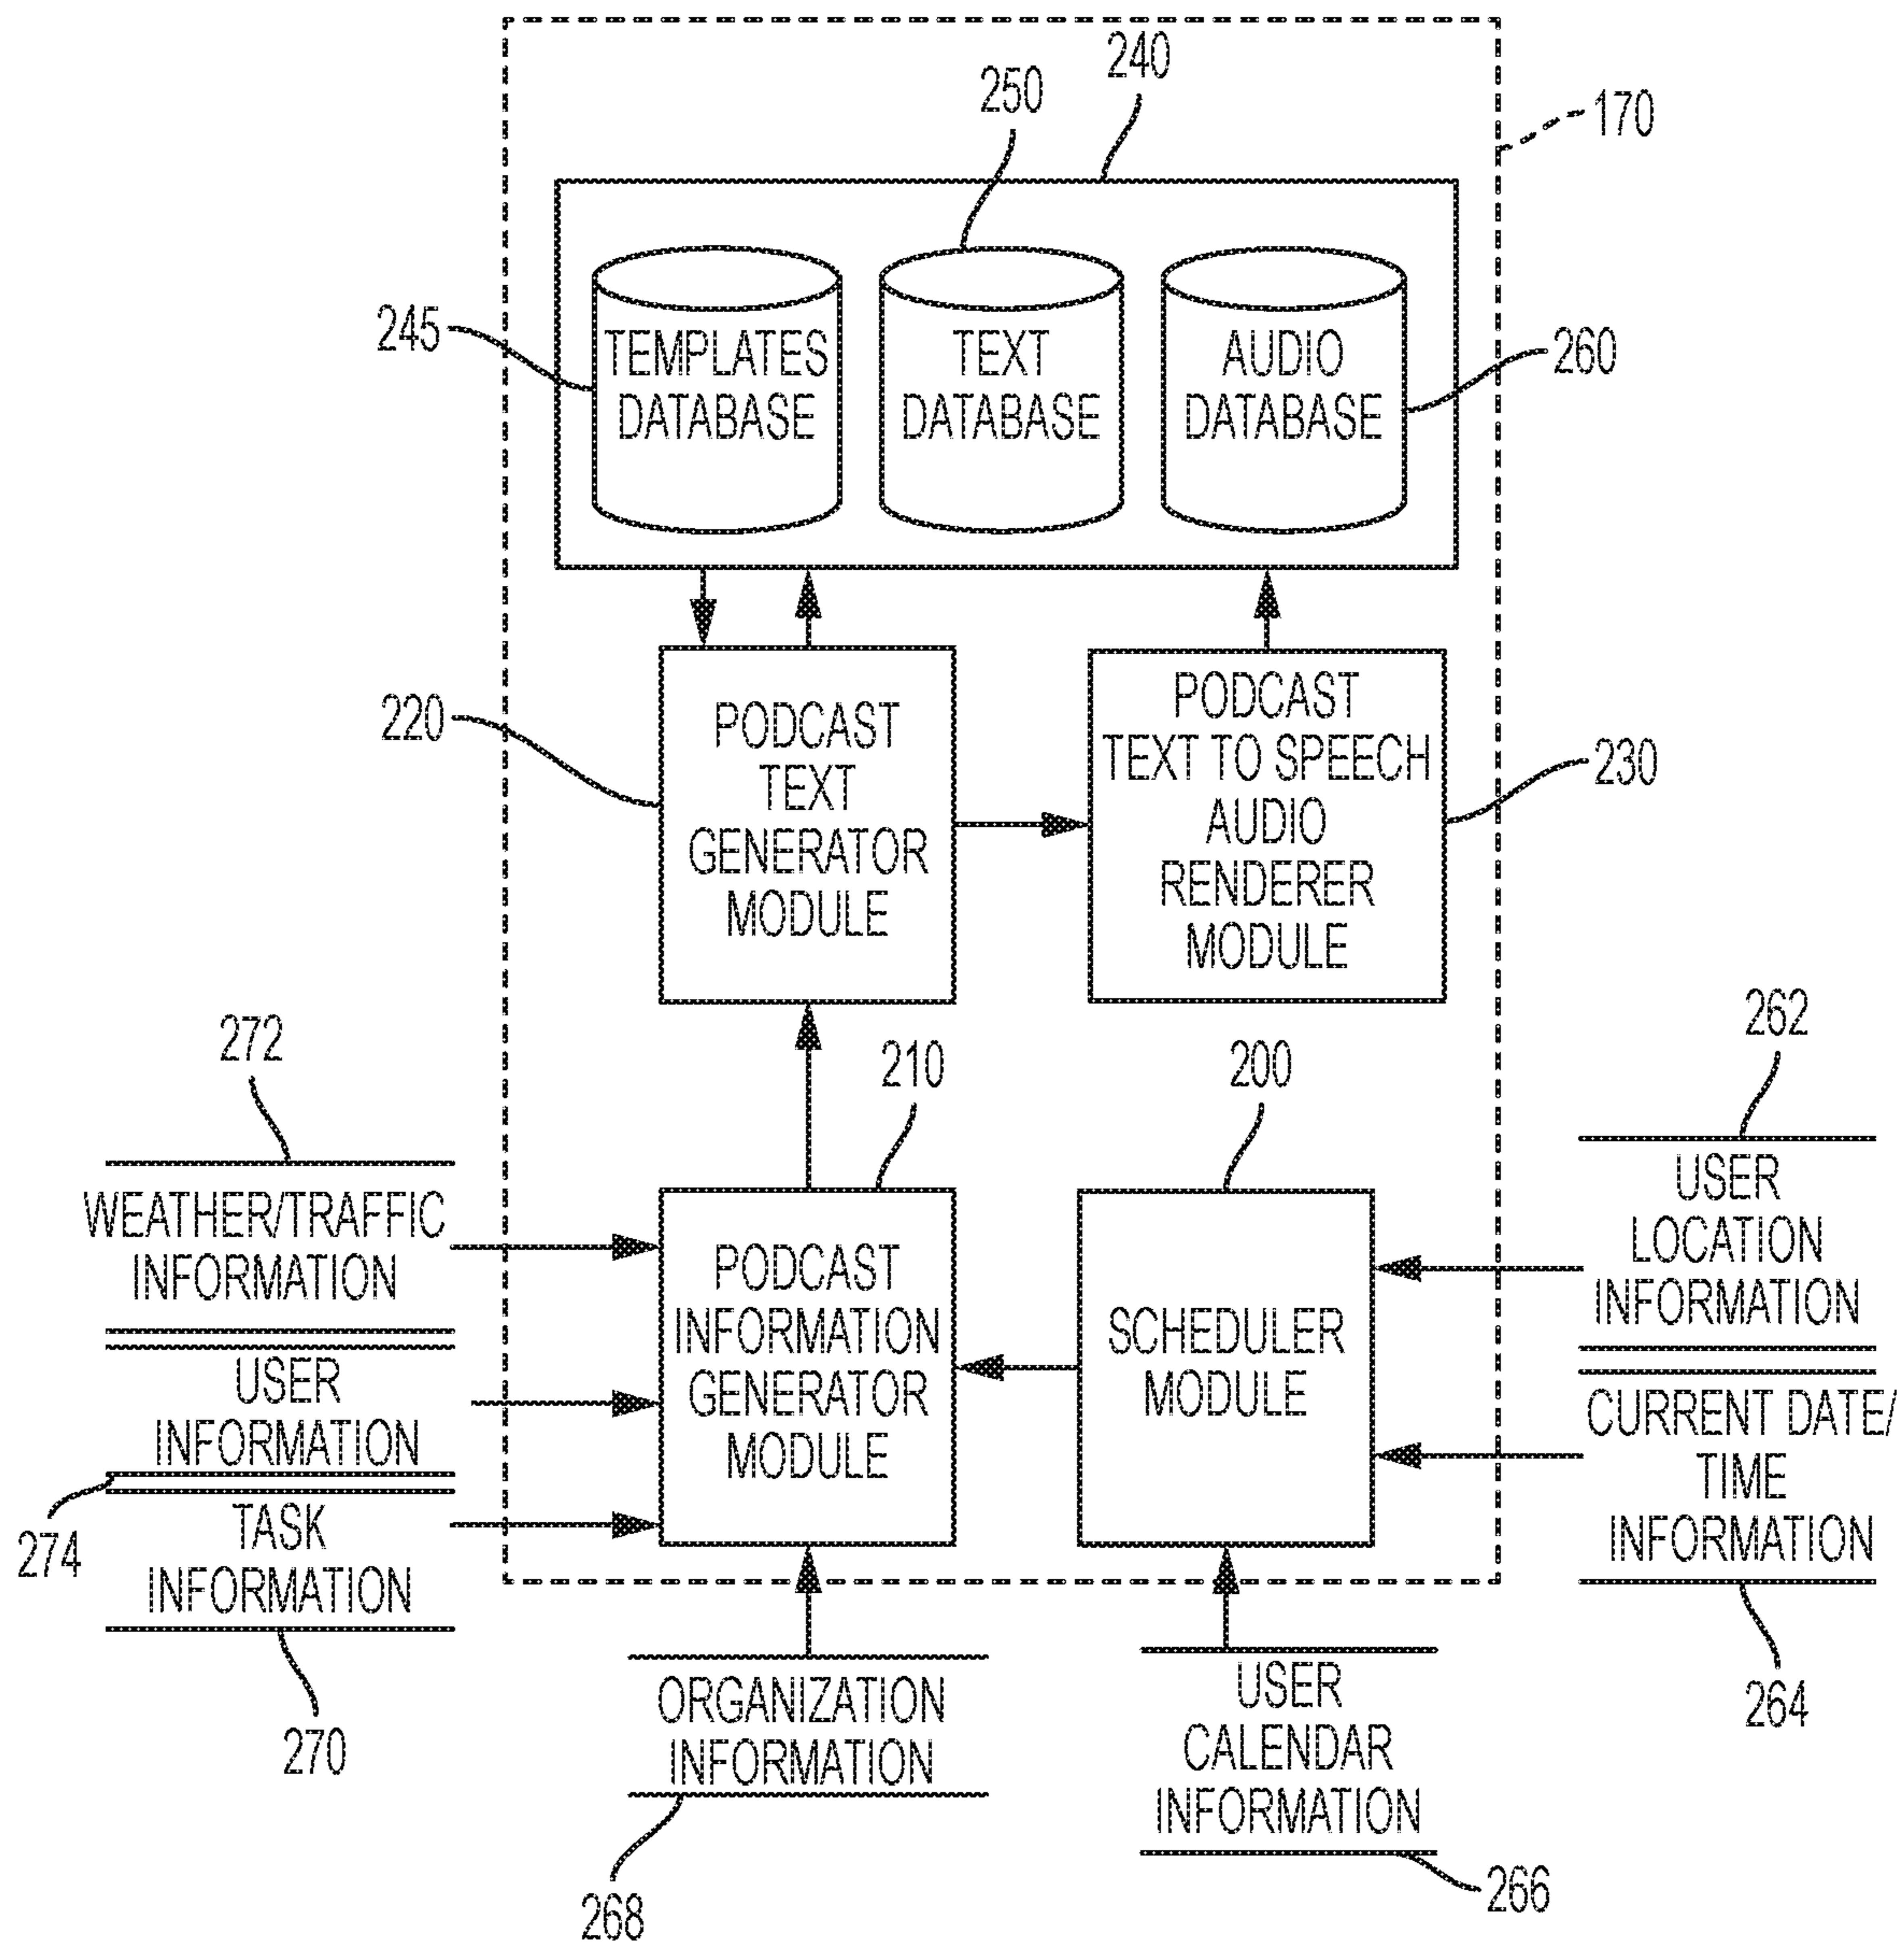 240
250
170
245
TEMPLATES
DATABASE
TEXT
DATABASE
AUDIO
DATABASE
260
220
PODCAST
TEXT
GENERATOR
MODULE
PODCAST
TEXT TO SPEECH
AUDIO
RENDERER
MODULE
230
272
210
200
262
WEATHER/TRAFFIC
INFORMATION
USER
INFORMATION
274
TASK
INFORMATION
270
PODCAST
INFORMATION
GENERATOR
MODULE
SCHEDULER
MODULE
USER
LOCATION
INFORMATION
CURRENT DATE/
TIME
INFORMATION
264
ORGANIZATION
INFORMATION
268
USER
CALENDAR
INFORMATION
266